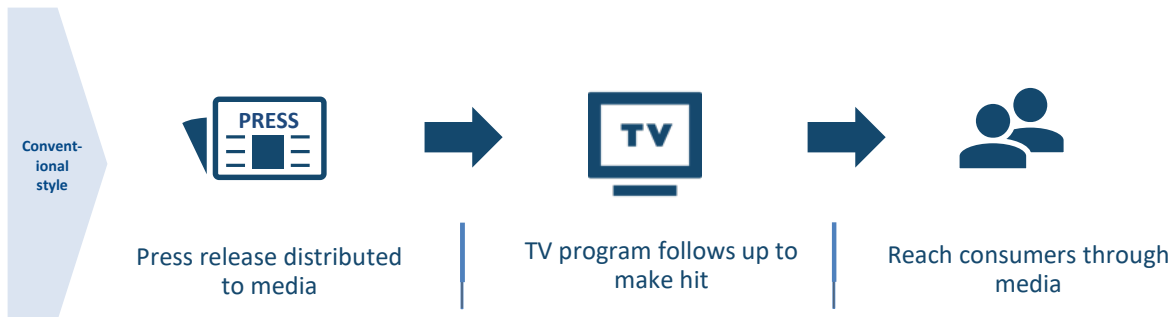 Convent-
ional
style
PRESS
TV
Press release distributed
to media
TV program follows up to
make hit
Reach consumers through
media